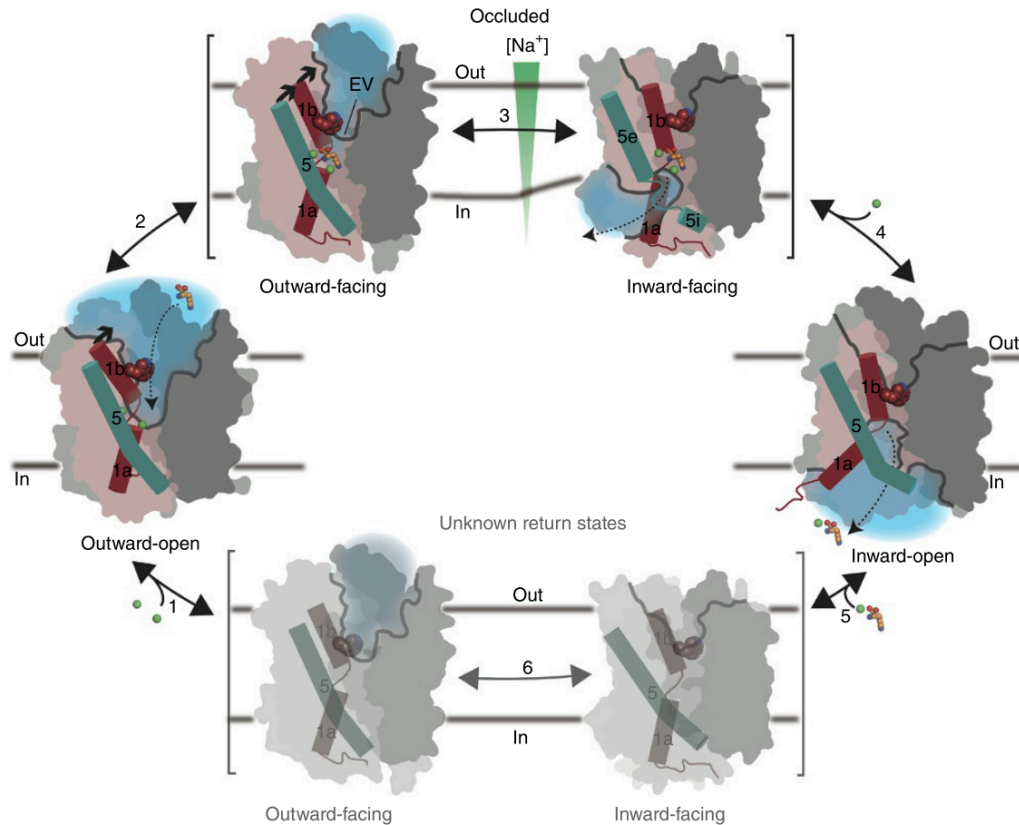 Occluded
[Na+]
Out
EV
1b
5
1a
3
In
5e
1b
1a
5i
2
4
Outward-facing
Inward-facing
Out
1b
5
1a
In
Outward-open
Out
1b
5
1a
In
Inward-open
Unknown return states
1
5
Out
1b
5
1a
6
1b
5
1a
In
Outward-facing
Inward-facing